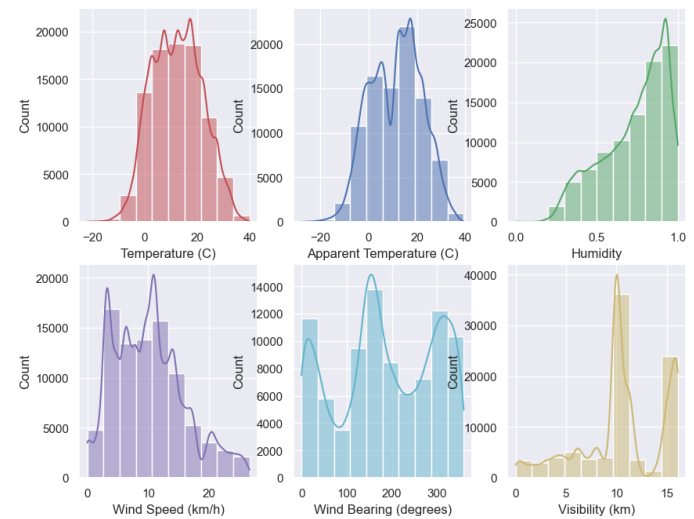 20000
15000
10000
5000
0
Count
−20 0 20 40
Temperature (C)
20000
15000
10000
5000
0
Count
−20 0 20 40
Apparent Temperature (C)
25000
20000
15000
10000
5000
0
Count
0.0 0.5 1.0
Humidity
20000
15000
10000
5000
0
Count
0 10 20
Wind Speed (km/h)
14000
12000
10000
8000
6000
4000
2000
0
Count
0 100 200 300
Wind Bearing (degrees)
40000
30000
20000
10000
0
Count
0 5 10 15
Visibility (km)